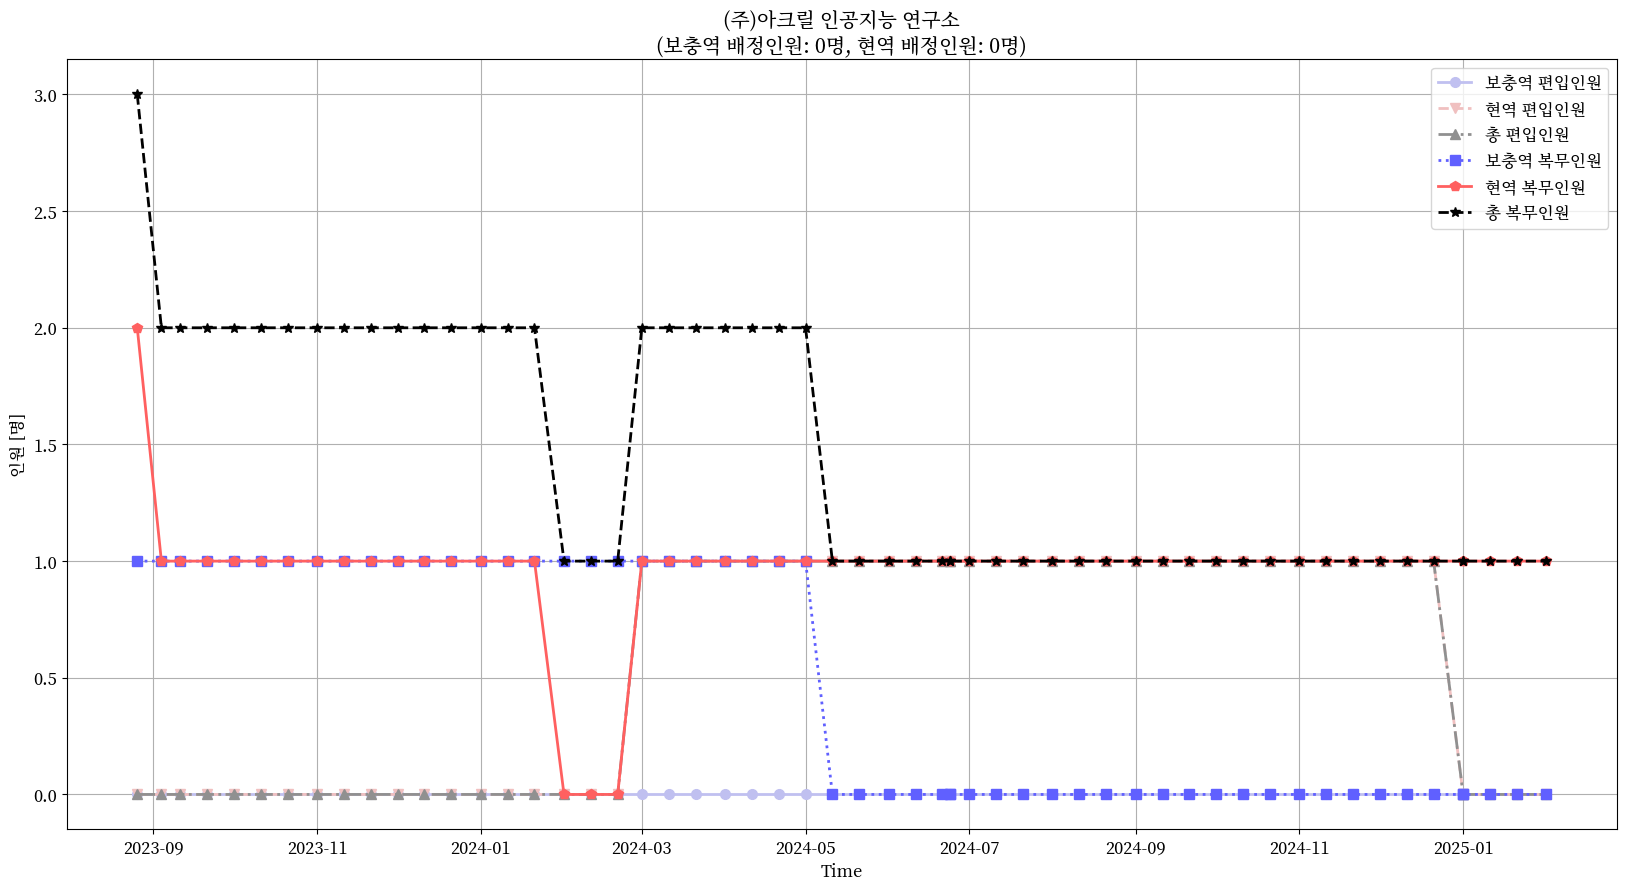 (주)아크릴 인공지능 연구소
(보충역 배정인원: 0명, 현역 배정인원: 0명)
보충역 편입인원
현역 편입인원
총 편입인원
보충역 복무인원
현역 복무인원
총 복무인원
인원 [명]
3.0
2.5
2.0
1.5
1.0
0.5
0.0
2023-09
2023-11
2024-01
2024-03
2024-05
2024-07
2024-09
2024-11
2025-01
Time